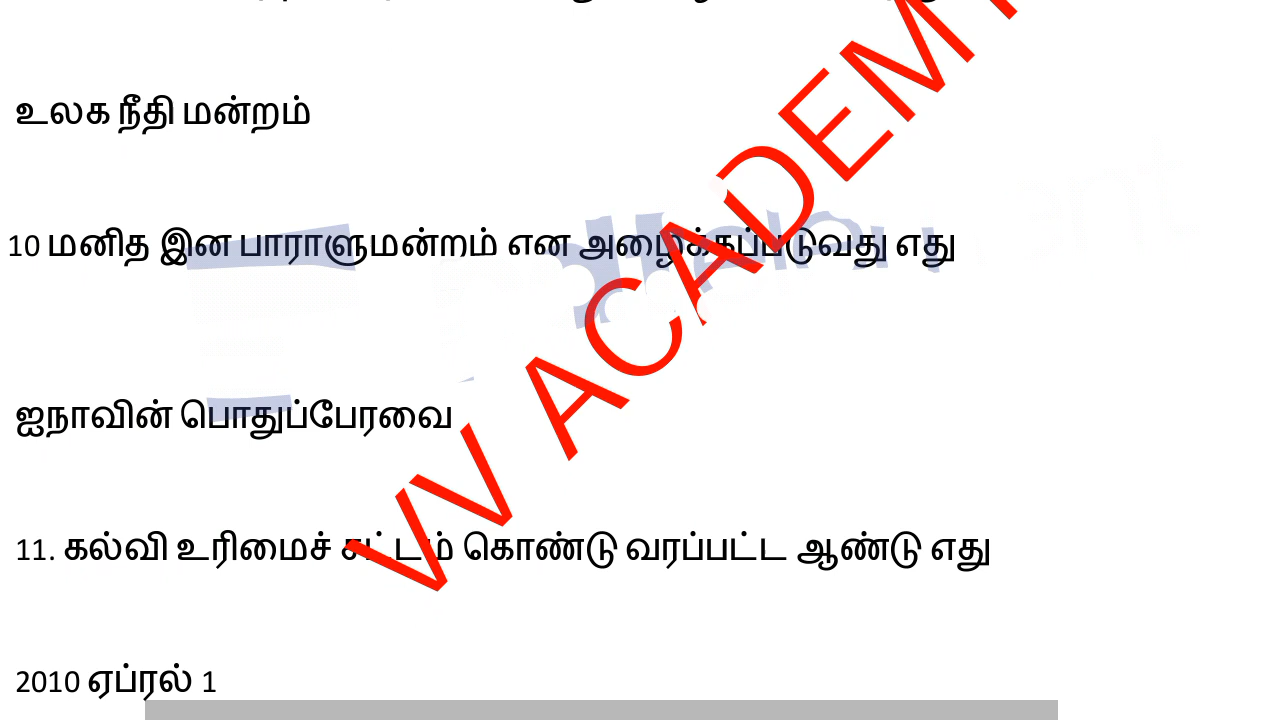 உலக நீதி மன்றம்
10 மனித இன பாராளுமன்றம் என அழைக்கப்படுவது எது
ஐநாவின் பொதுப்பேரவை
11. கல்வி உரிமைச் சட்டம் கொண்டு வரப்பட்ட ஆண்டு எது
2010 ஏப்ரல் 1
VV ACADEMY